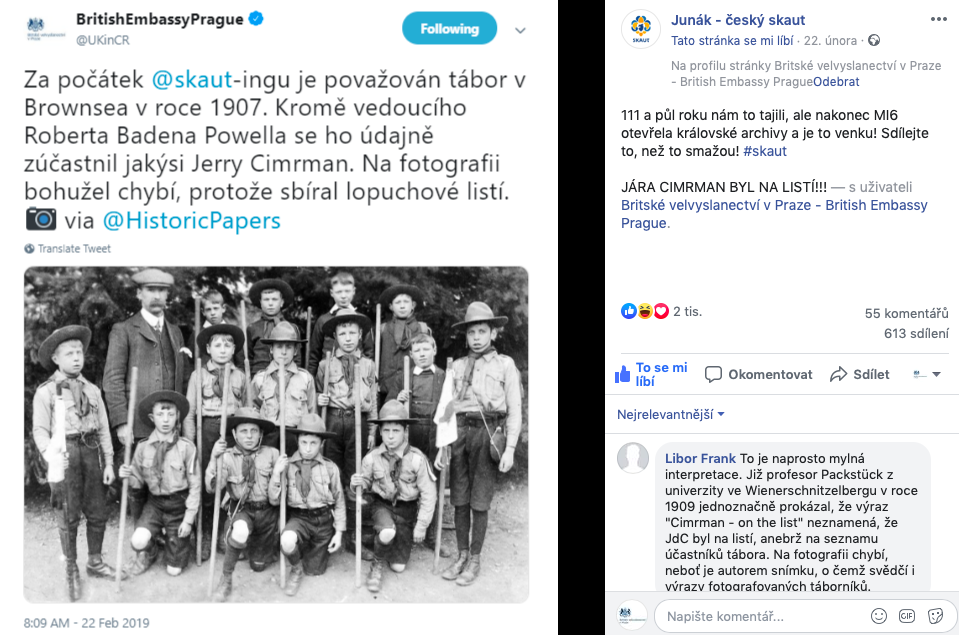 BritishEmbassyPrague
@UKinCR
Following
Za počátek @skaut-ingu je považován tábor v
Brownsea v roce 1907. Kromě vedoucího
Roberta Badena Powella se ho údajně
zúčastnil jakýsi Jerry Cimrman. Na fotografii
bohužel chybí, protože sbíral lopuchové listí.
via @HistoricPapers
Translate Tweet
8:09 AM - 22 Feb 2019
SKAUT
Junák - český skaut
Tato stránka se mi líbí · 22. února ·
Na profilu stránky Britské velvyslanectví v Praze
- British Embassy PragueOdebrat
111 a půl roku nám to tajili, ale nakonec MI6
otevřela královské archivy a je to venku! Sdílejte
to, než to smažou! #skaut
JÁRA CIMRMAN BYL NA LISTÍ!!! — s uživateli
Britské velvyslanectví v Praze - British Embassy
Prague.
2 tis.
55 komentářů
613 sdílení
To se mi
líbí
Okomentovat
Sdílet
Nejrelevantnější
Libor Frank To je naprosto mylná
interpretace. Již profesor Packstück z
univerzity ve Wienerschnitzelbergu v roce
1909 jednoznačně prokázal, že výraz
"Cimrman - on the list" neznamená, že
JdC byl na listí, anebrž na seznamu
účastníků tábora. Na fotografii chybí,
neboť je autorem snímku, o čemž svědčí i
výrazy fotografovaných táborníků.
Napište komentář...
GIF